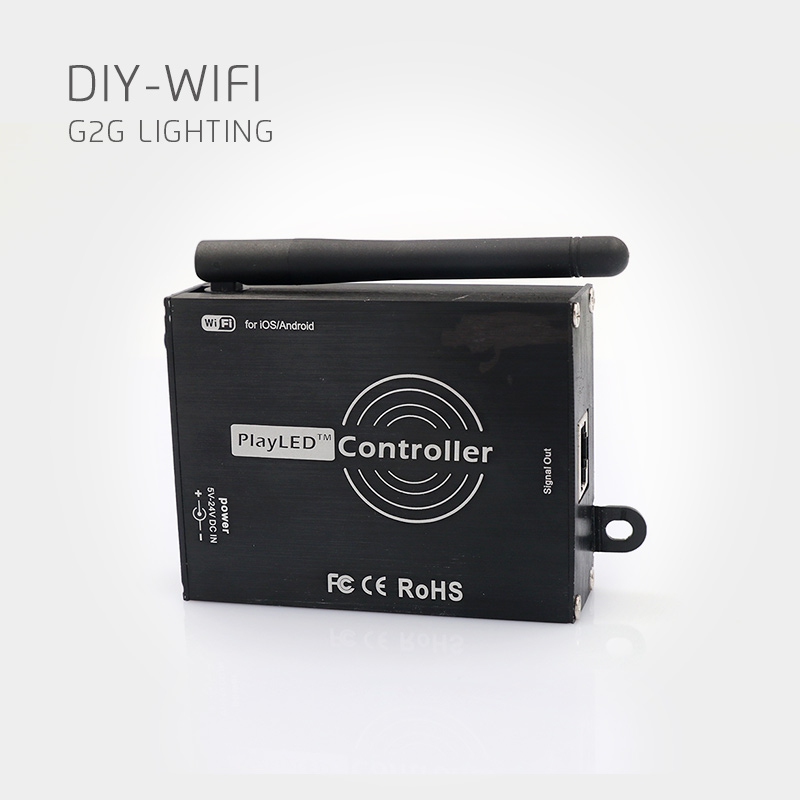 DIY-WIFI
G2G LIGHTING
WiFi for iOS/Android
PlayLED™ Controller
Signal Out
power
5V-24V DC IN
+ -
FC CE RoHS